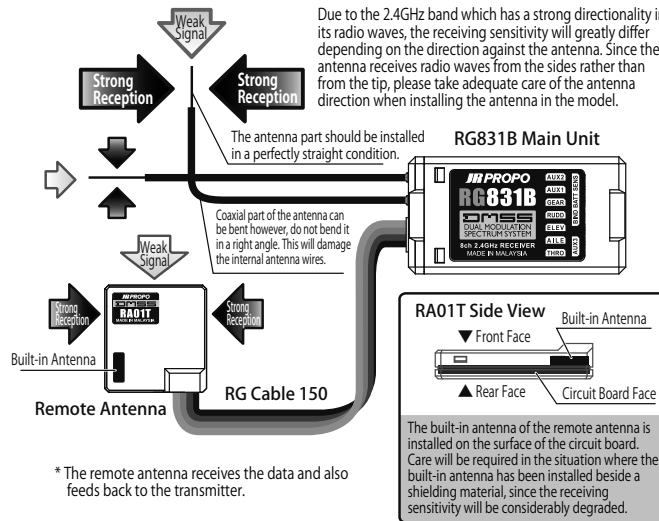 Weak
Signal
Due to the 2.4GHz band which has a strong directionality in
its radio waves, the receiving sensitivity will greatly differ
depending on the direction against the antenna. Since the
antenna receives radio waves from the sides rather than
from the tip, please take adequate care of the antenna
direction when installing the antenna in the model.
Strong
Reception
Strong
Reception
The antenna part should be installed
in a perfectly straight condition.
RG831B Main Unit
JR PROPO
RG831B
DMSS
DUAL MODULATION
SPECTRUM SYSTEM
8ch 2.4GHz RECEIVER
MADE IN MALAYSIA
AUX2
AUX1
GEAR
RUDD
ELEV
AILE
THRO
BIND BATT SENS
AUX3
Coaxial part of the antenna can
be bent however, do not bend it
in a right angle. This will damage
the internal antenna wires.
Weak
Signal
Strong
Reception
Strong
Reception
JR PROPO
DMSS
RA01T
MADE IN MALAYSIA
Built-in Antenna
Remote Antenna
RG Cable 150
RA01T Side View
Built-in Antenna
▼ Front Face
▲ Rear Face
Circuit Board Face
The built-in antenna of the remote antenna is
installed on the surface of the circuit board.
Care will be required in the situation where the
built-in antenna has been installed beside a
shielding material, since the receiving
sensitivity will be considerably degraded.
* The remote antenna receives the data and also
feeds back to the transmitter.